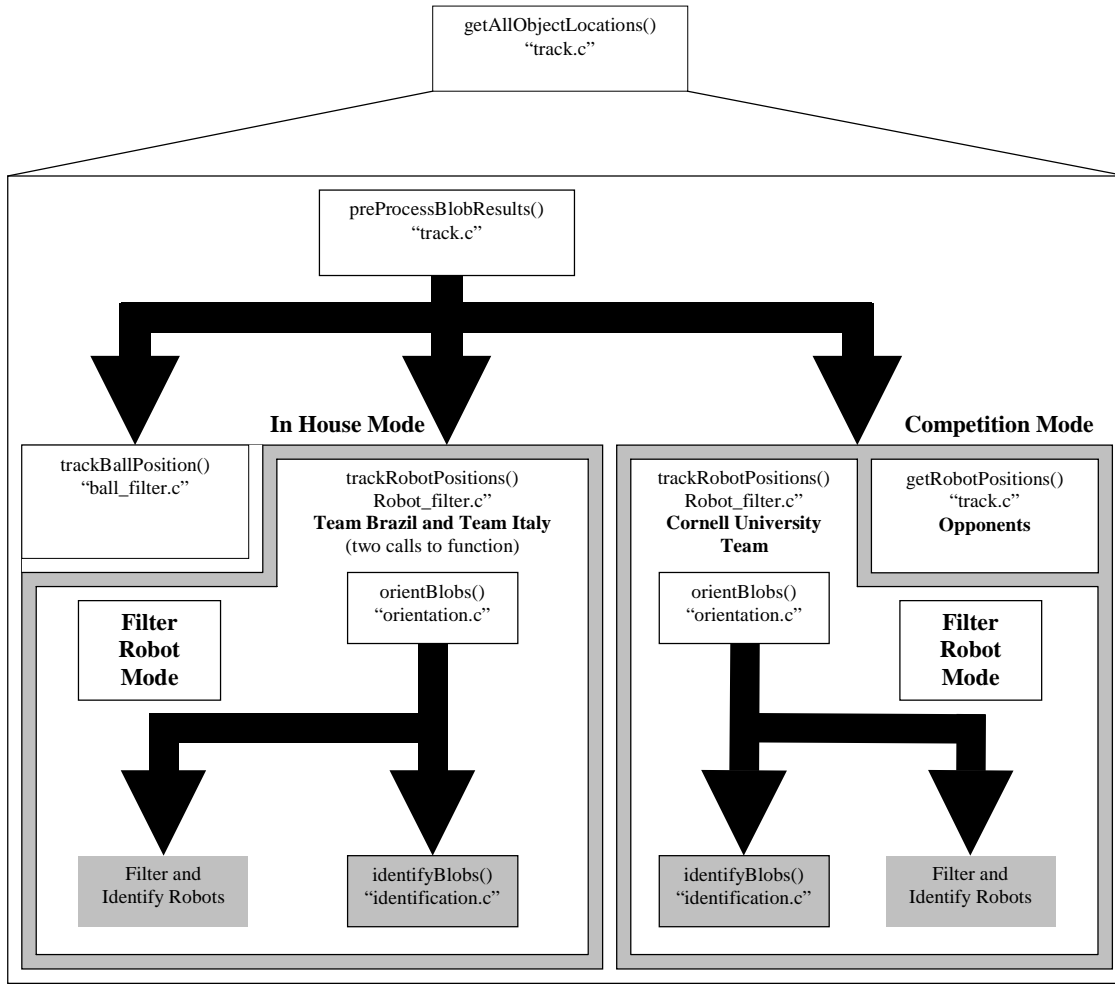 getAllObjectLocations()
“track.c”
preProcessBlobResults()
“track.c”
In House Mode
Competition Mode
trackBallPosition()
“ball_filter.c”
trackRobotPositions()
Robot_filter.c”
Team Brazil and Team Italy
(two calls to function)
trackRobotPositions()
Robot_filter.c”
Cornell University
Team
getRobotPositions()
“track.c”
Opponents
Filter
Robot
Mode
orientBlobs()
“orientation.c”
orientBlobs()
“orientation.c”
Filter
Robot
Mode
Filter and
Identify Robots
identifyBlobs()
“identification.c”
identifyBlobs()
“identification.c”
Filter and
Identify Robots